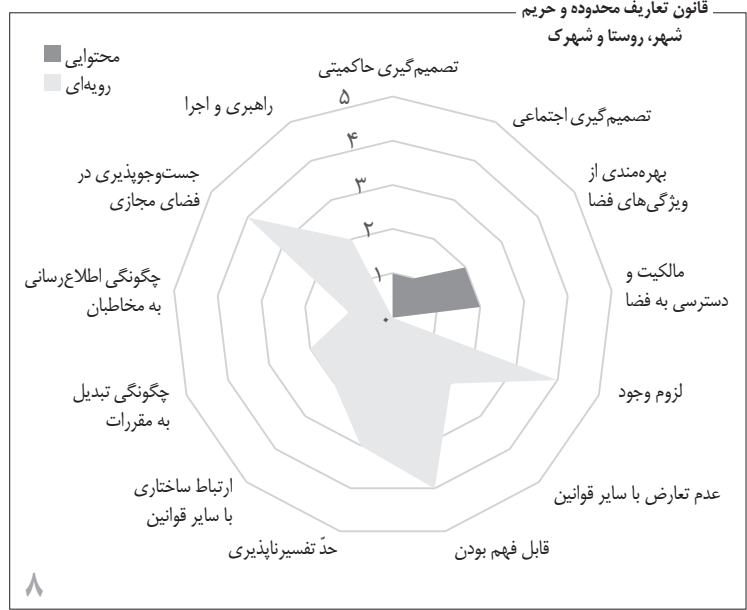 قانون تعاریف محدوده و حریم
شهر، روستا و شهرک
محتوایی
رویه‌ای
تصمیم‌گیری حاکمیتی
تصمیم‌گیری اجتماعی
بهره‌مندی از
ویژگی‌های فضا
مالکیت و
دسترسی به فضا
لزوم وجود
عدم تعارض با سایر قوانین
قابل فهم بودن
حدّ تفسیرناپذیری
ارتباط ساختاری
با سایر قوانین
چگونگی تبدیل
به مقررات
چگونگی اطلاع‌رسانی
به مخاطبان
جست‌وجوپذیری در
فضای مجازی
راهبری و اجرا
۵
۴
۳
۲
۱
۰
۸